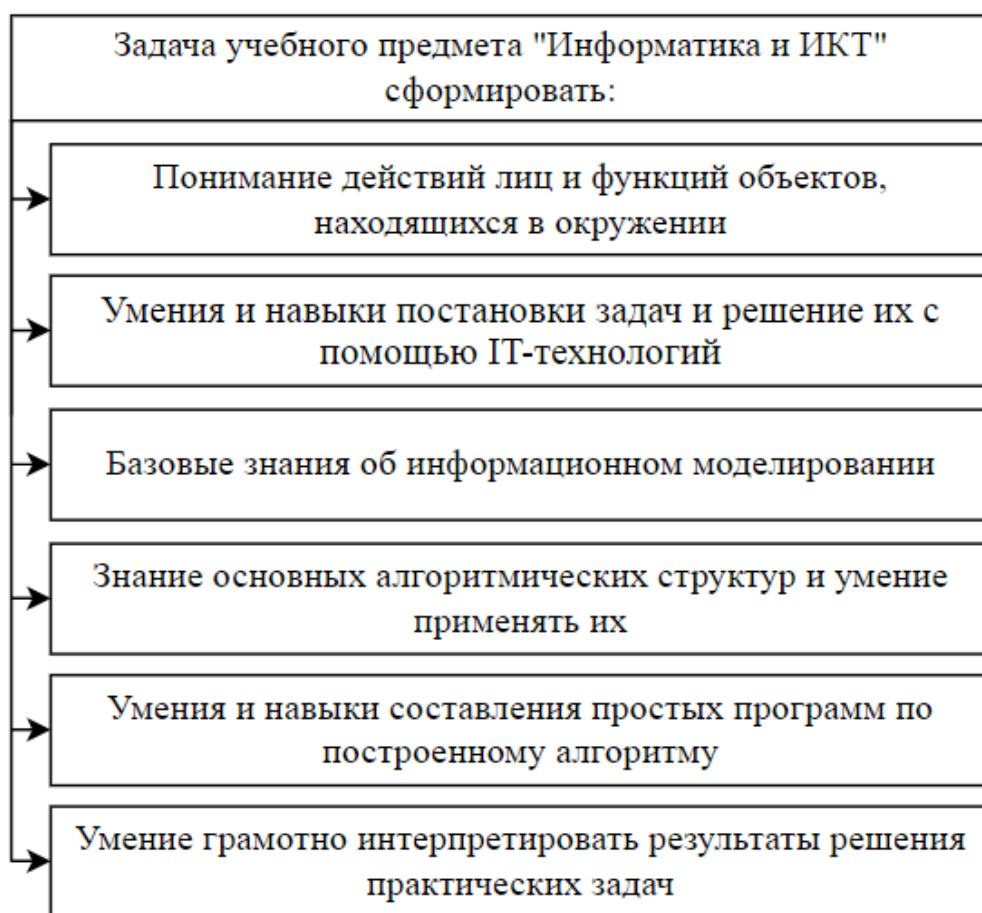 Задача учебного предмета "Информатика и ИКТ"
сформировать:
Понимание действий лиц и функций объектов,
находящихся в окружении
Умения и навыки постановки задач и решение их с
помощью IT-технологий
Базовые знания об информационном моделировании
Знание основных алгоритмических структур и умение
применять их
Умения и навыки составления простых программ по
построенному алгоритму
Умение грамотно интерпретировать результаты решения
практических задач